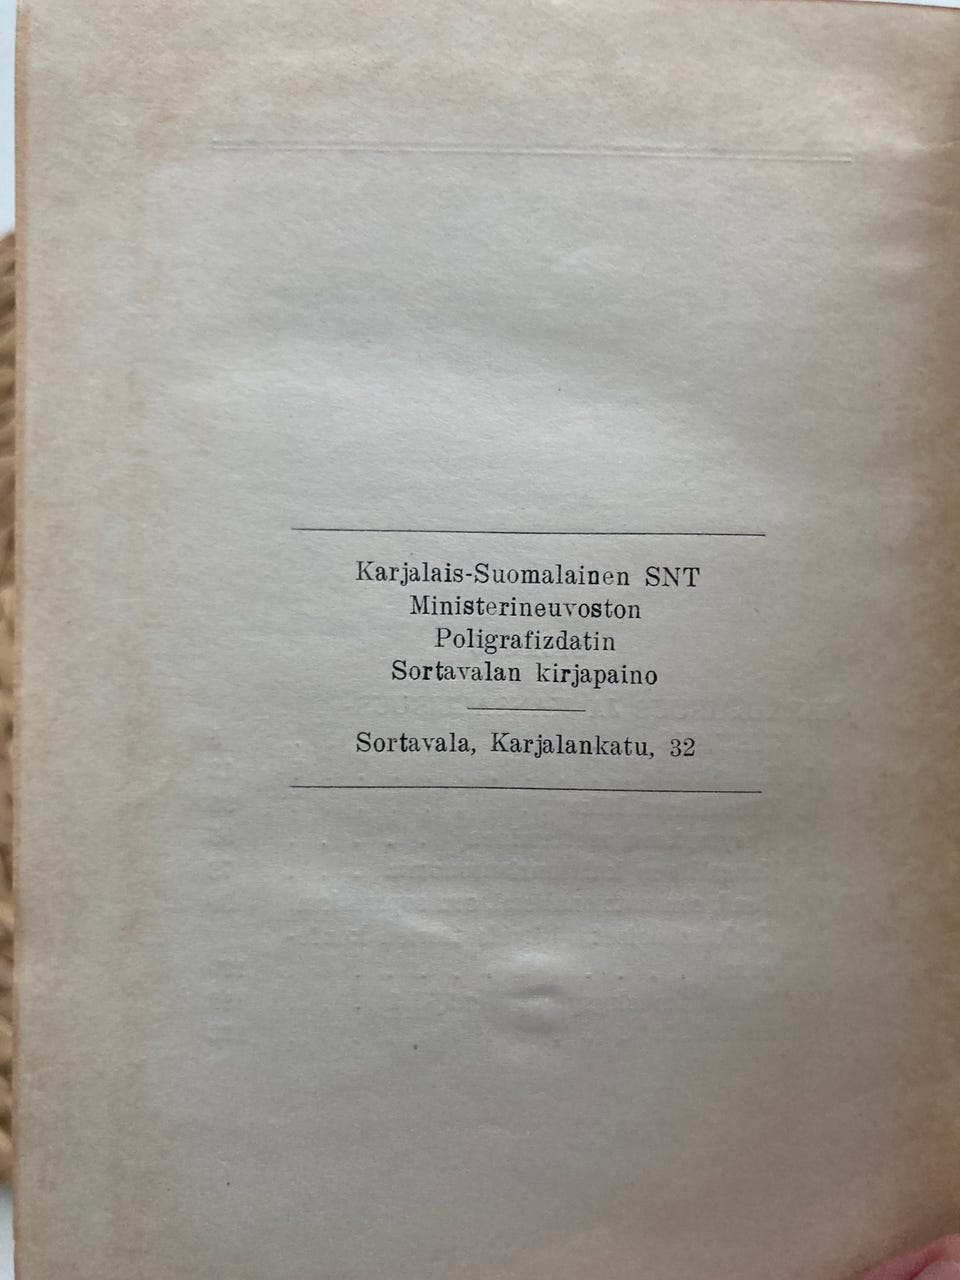 Karjalais-Suomalainen SNT
Ministerineuvoston
Poligrafizdatin
Sortavalan kirjapaino
Sortavala, Karjalankatu, 32